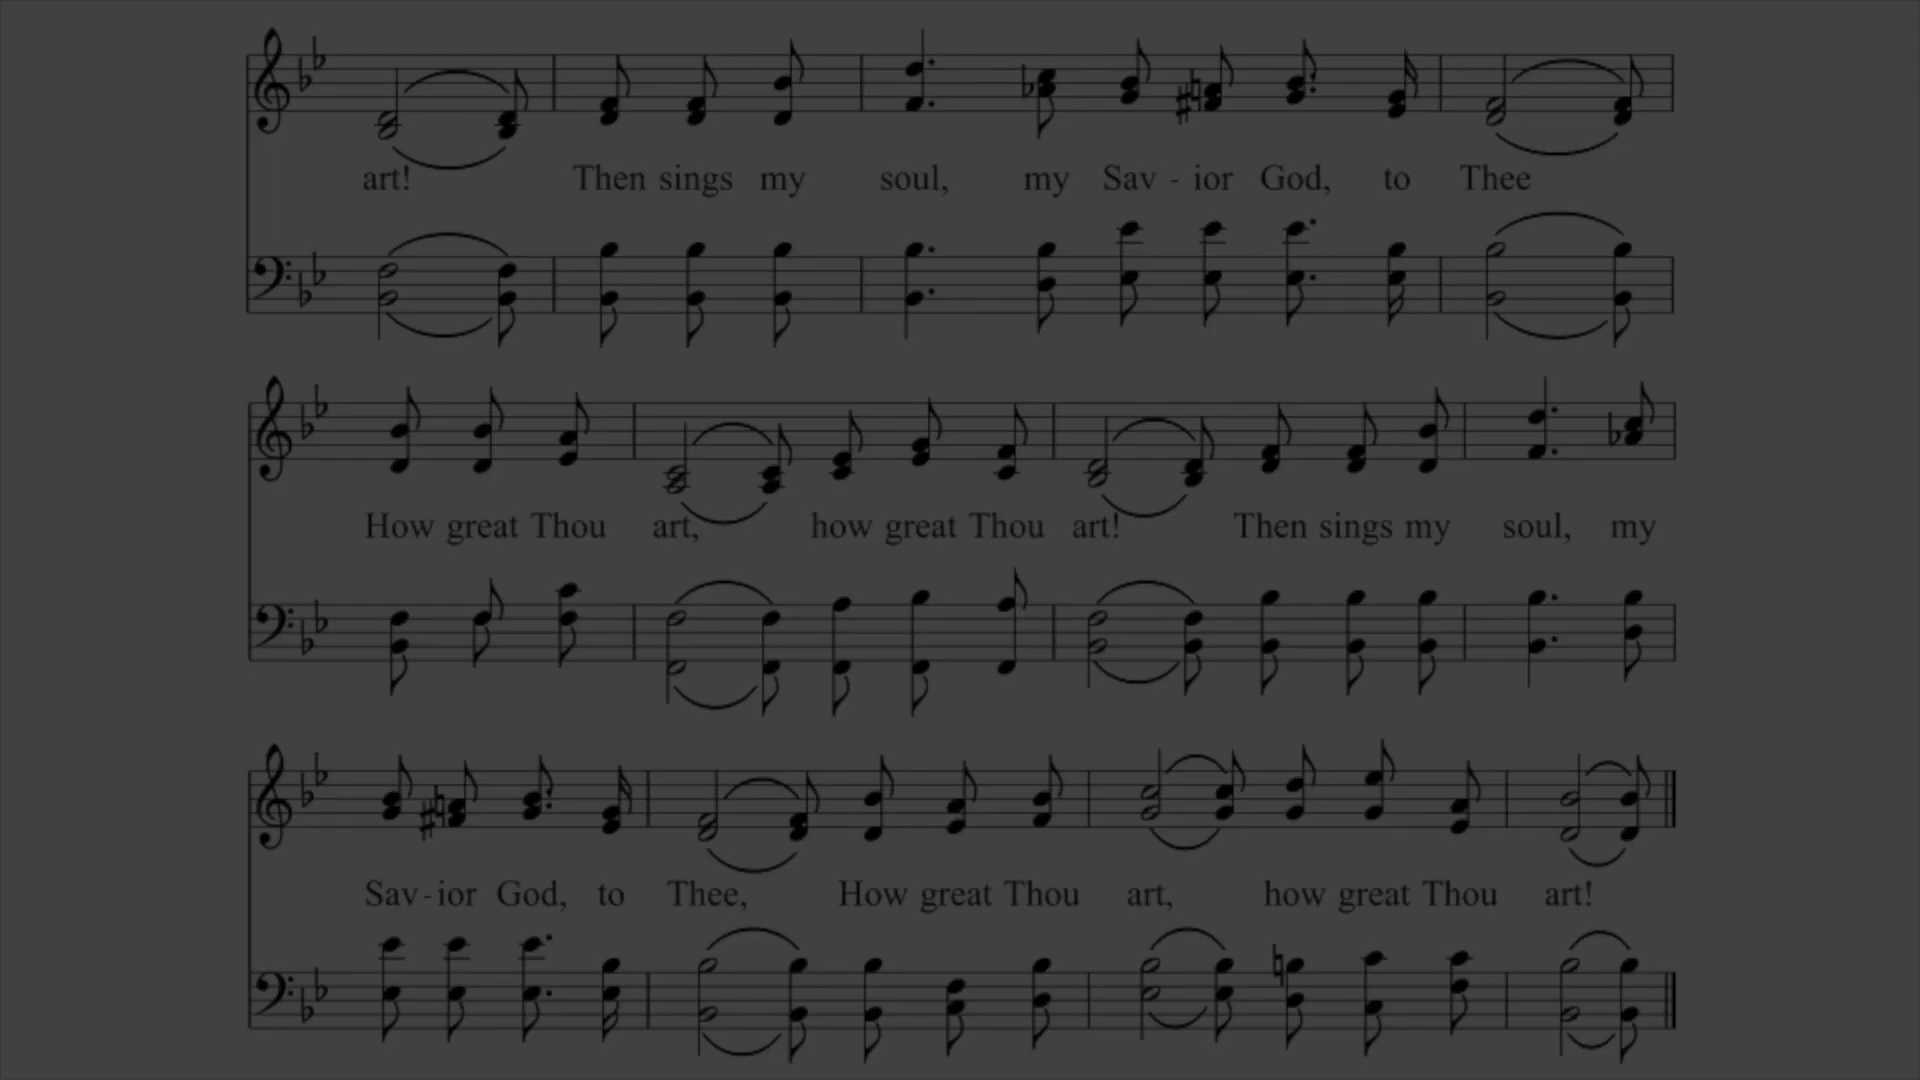 art! Then sings my soul, my Sav - ior God, to Thee
How great Thou art, how great Thou art! Then sings my soul, my
Sav - ior God, to Thee, How great Thou art, how great Thou art!